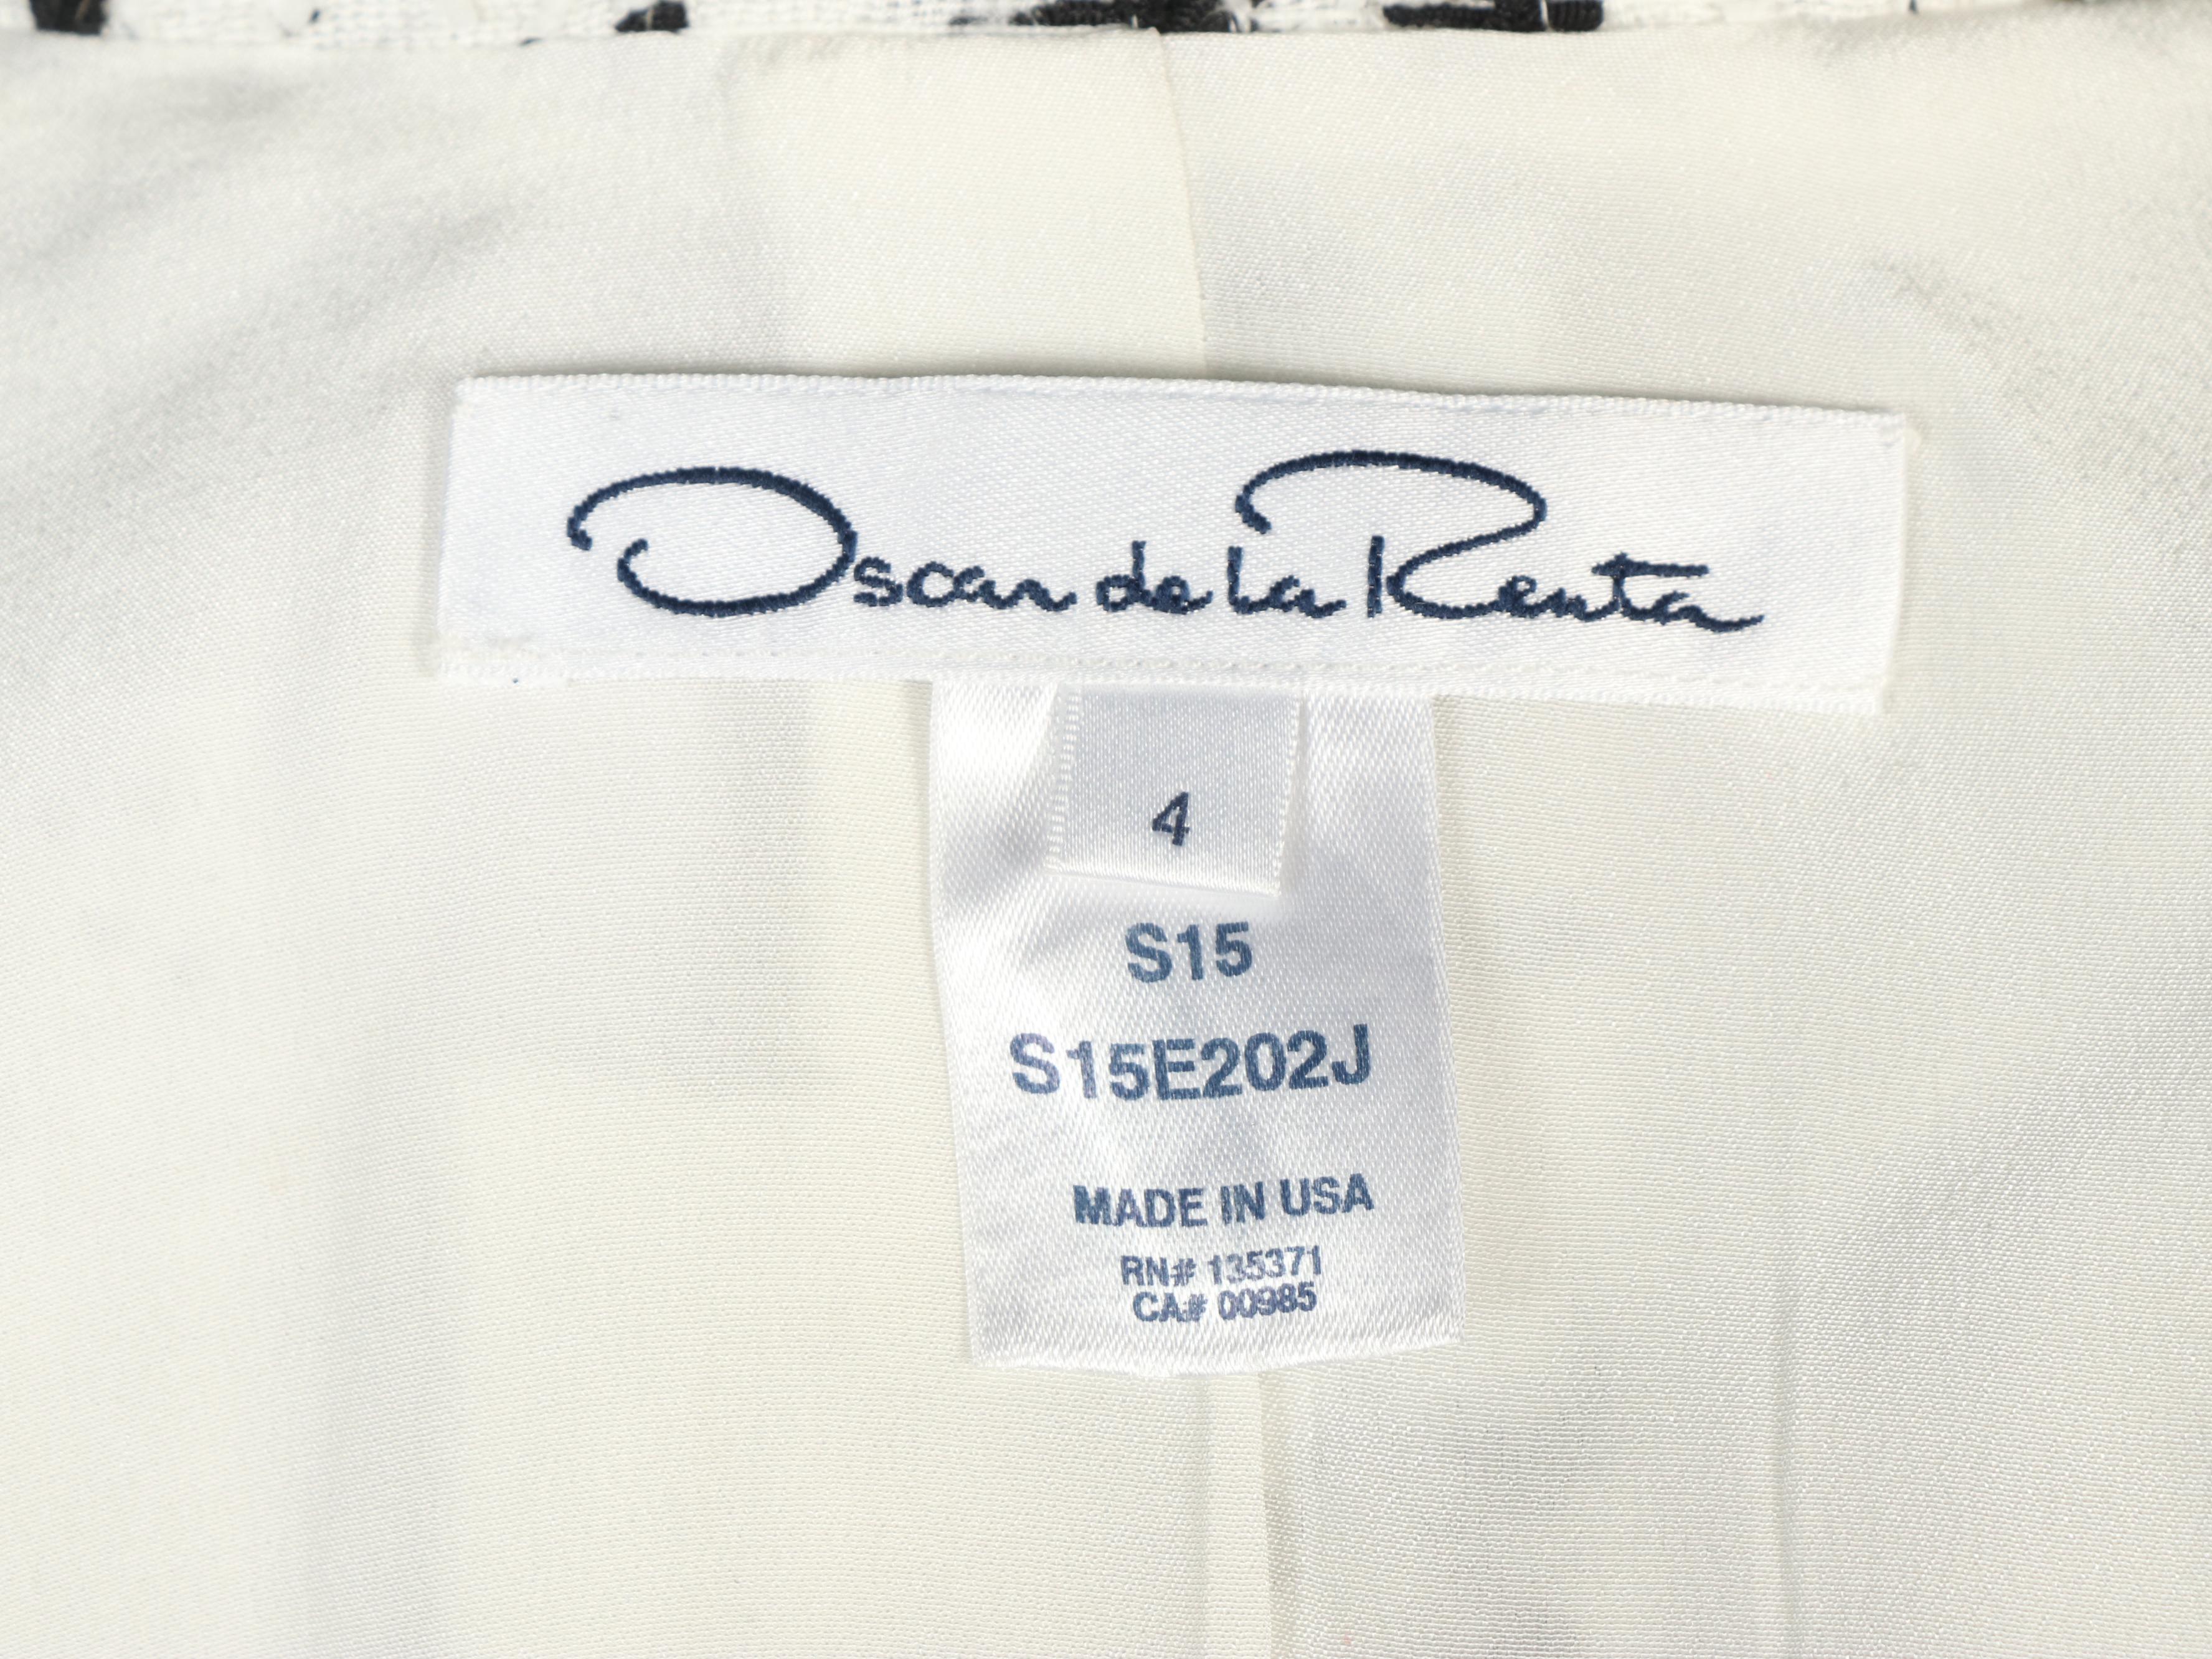 Oscar de la Renta
4
S15
S15E202J
MADE IN USA
RN# 135371
CA# 00985